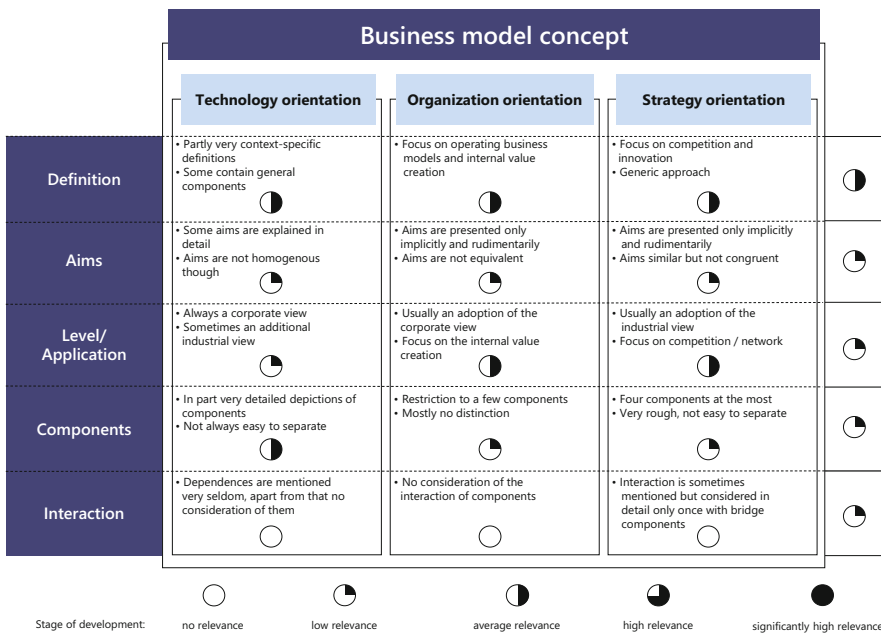 Business model concept
Technology orientation
Organization orientation
Strategy orientation
Definition
• Partly very context-specific
definitions
• Some contain general
components
• Focus on operating business
models and internal value
creation
• Focus on competition and
innovation
• Generic approach
Aims
• Some aims are explained in
detail
• Aims are not homogenous
though
• Aims are presented only
implicitly and rudimentarily
• Aims are not equivalent
• Aims are presented only implicitly
and rudimentarily
• Aims similar but not congruent
Level/
Application
• Always a corporate view
• Sometimes an additional
industrial view
• Usually an adoption of the
corporate view
• Focus on the internal value
creation
• Usually an adoption of the
industrial view
• Focus on competition / network
Components
• In part very detailed depictions of
components
• Not always easy to separate
• Restriction to a few components
• Mostly no distinction
• Four components at the most
• Very rough, not easy to separate
Interaction
• Dependences are mentioned
very seldom, apart from that no
consideration of them
• No consideration of the
interaction of components
• Interaction is sometimes
mentioned but considered in
detail only once with bridge
components
Stage of development:
no relevance
low relevance
average relevance
high relevance
significantly high relevance